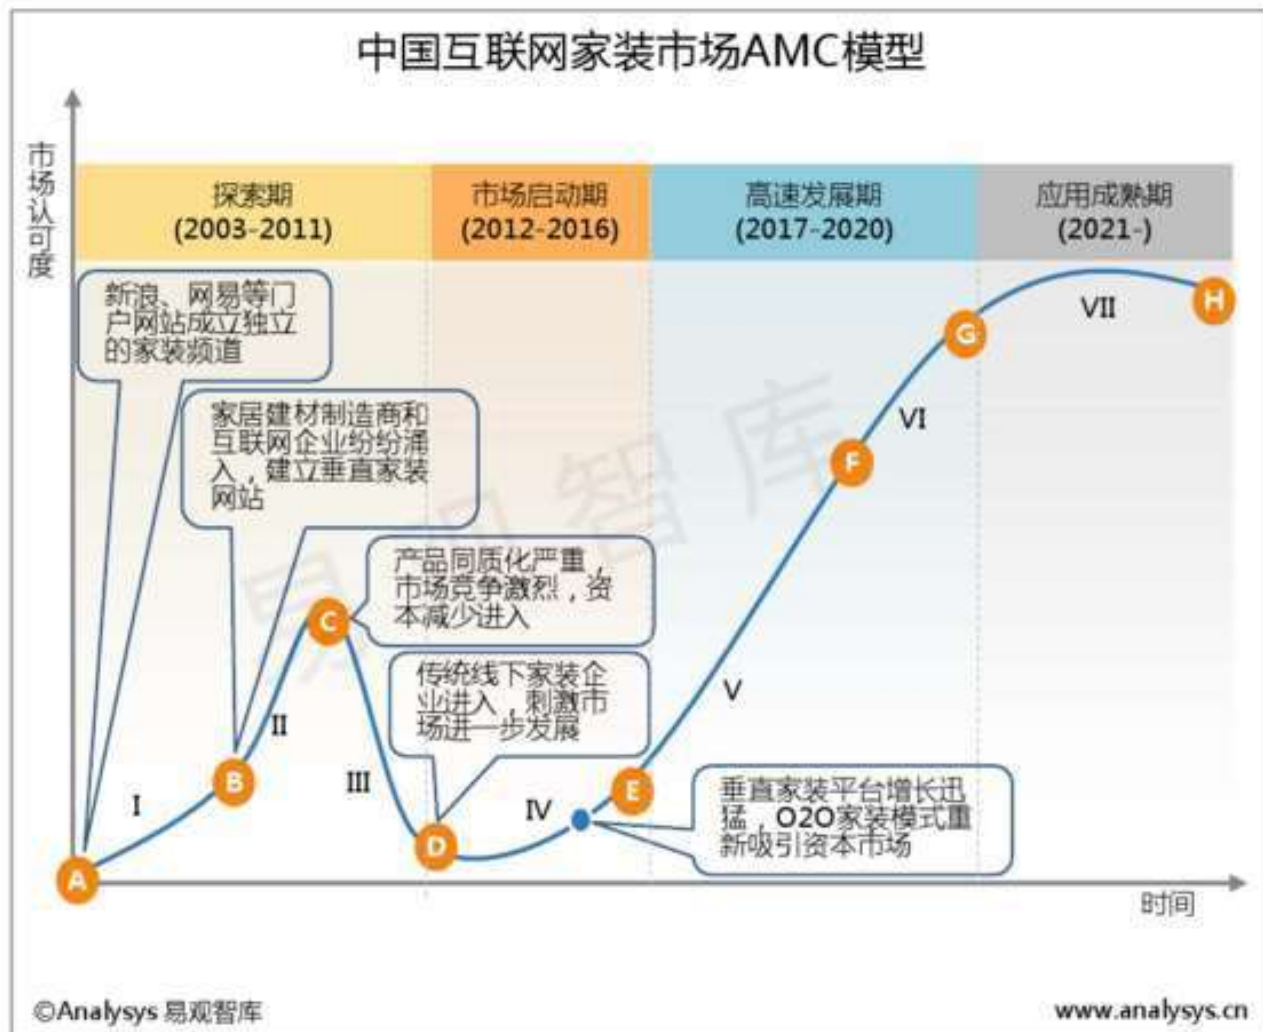 中国互联网家装市场AMC模型
市场认可度
探索期
(2003-2011)
市场启动期
(2012-2016)
高速发展期
(2017-2020)
应用成熟期
(2021-)
新浪、网易等门
户网站成立独立
的家装频道
家居建材制造商和
互联网企业纷纷涌
入，建立垂直家装
网站
产品同质化严重，
市场竞争激烈，资
本减少进入
传统线下家装企
业进入，刺激市
场进一步发展
垂直家装平台增长迅
猛，O2O家装模式重
新吸引资本市场
A
I
B
II
C
III
D
IV
E
V
F
VI
G
VII
H
时间
易观智库
©Analysys 易观智库
www.analysys.cn